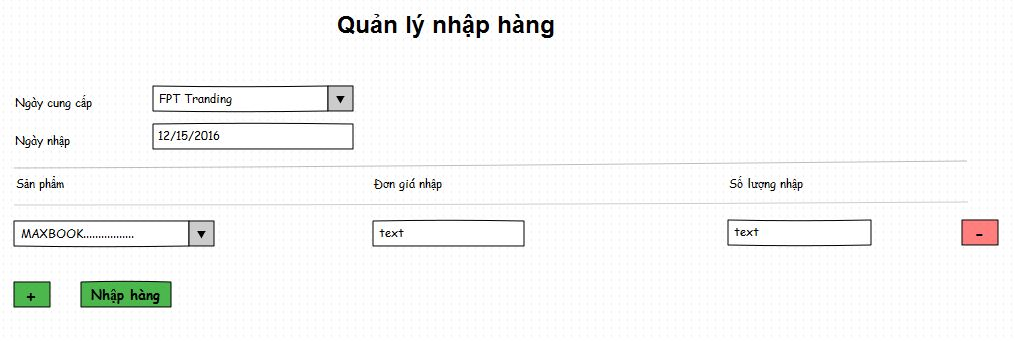 Quản lý nhập hàng
Ngày cung cấp FPT Tranding ▼
Ngày nhập 12/15/2016
Sản phẩm Đơn giá nhập Số lượng nhập
MAXBOOK................. ▼ text text -
+ Nhập hàng